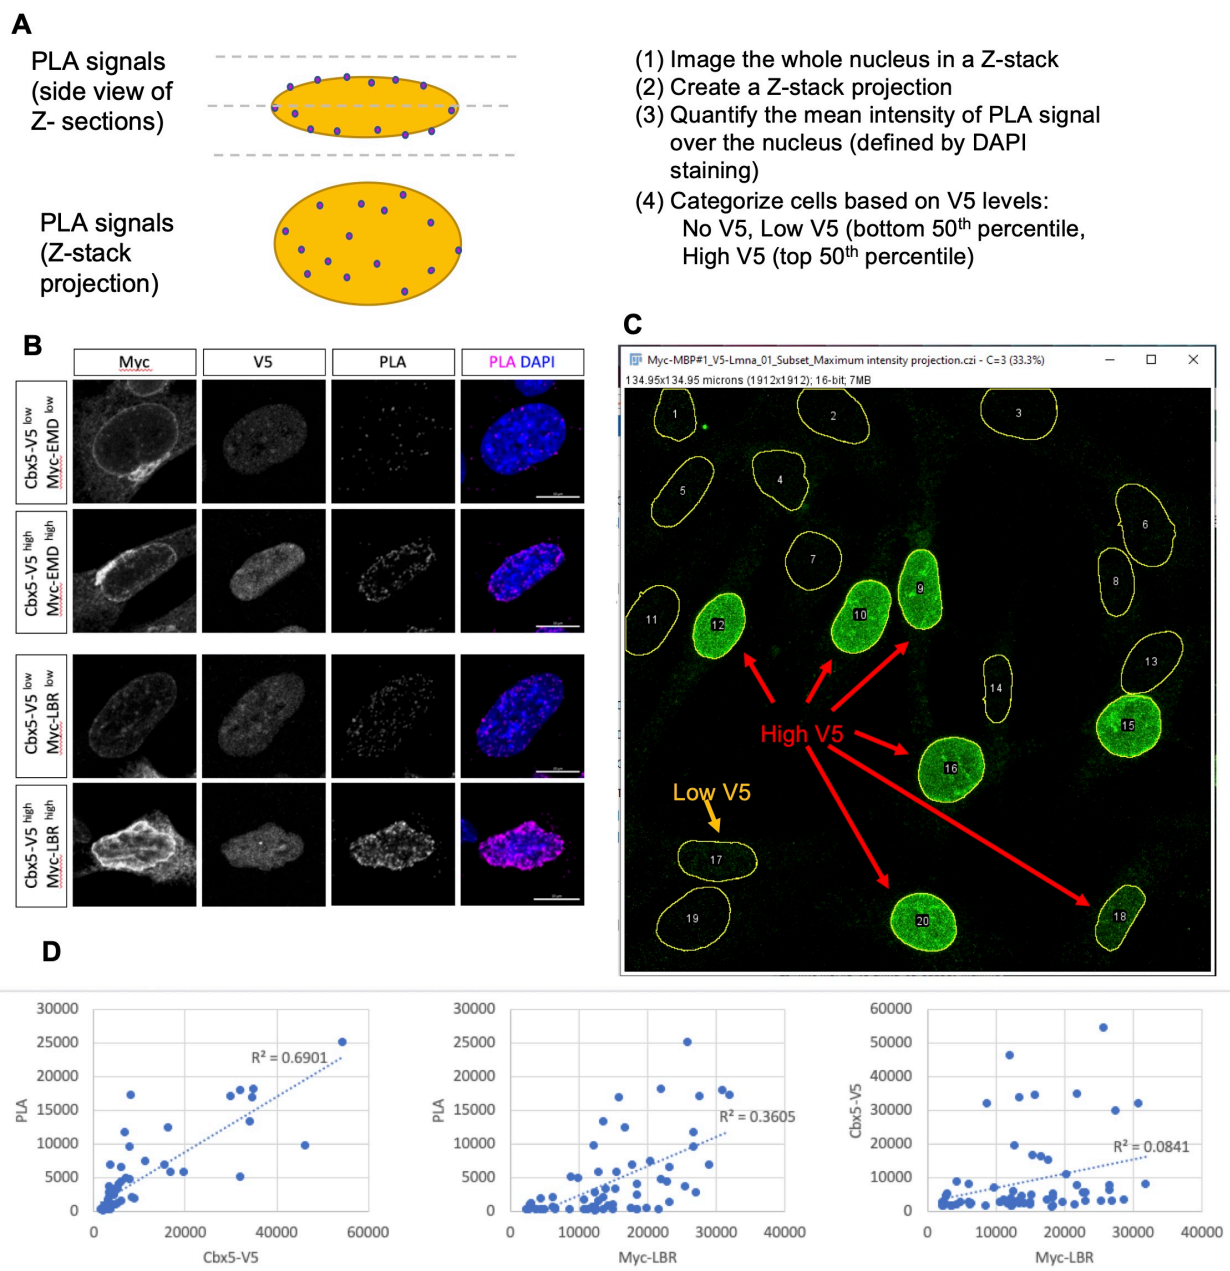 A
PLA signals
(side view of
Z- sections)
PLA signals
(Z-stack
projection)
(1) Image the whole nucleus in a Z-stack
(2) Create a Z-stack projection
(3) Quantify the mean intensity of PLA signal
over the nucleus (defined by DAPI
staining)
(4) Categorize cells based on V5 levels:
No V5, Low V5 (bottom 50th percentile,
High V5 (top 50th percentile)
B
Myc
V5
PLA
PLA DAPI
Cbx5-V5 low
Myc-EMD low
Cbx5-V5 high
Myc-EMD high
Cbx5-V5 low
Myc-LBR low
Cbx5-V5 high
Myc-LBR high
C
Myc-MBP#1_V5-Lmna_01_Subset_Maximum intensity projection.czi - C=3 (33.3%)
134.95x134.95 microns (1912x1912); 16-bit; 7MB
1
2
3
4
5
6
7
8
9
10
11
12
13
14
15
16
17
18
19
20
High V5
Low V5
D
30000
25000
20000
15000
10000
5000
0
PLA
R² = 0.6901
0
20000
40000
60000
Cbx5-V5
30000
25000
20000
15000
10000
5000
0
PLA
R² = 0.3605
0
10000
20000
30000
40000
Myc-LBR
60000
50000
40000
30000
20000
10000
0
Cbx5-V5
R² = 0.0841
0
10000
20000
30000
40000
Myc-LBR